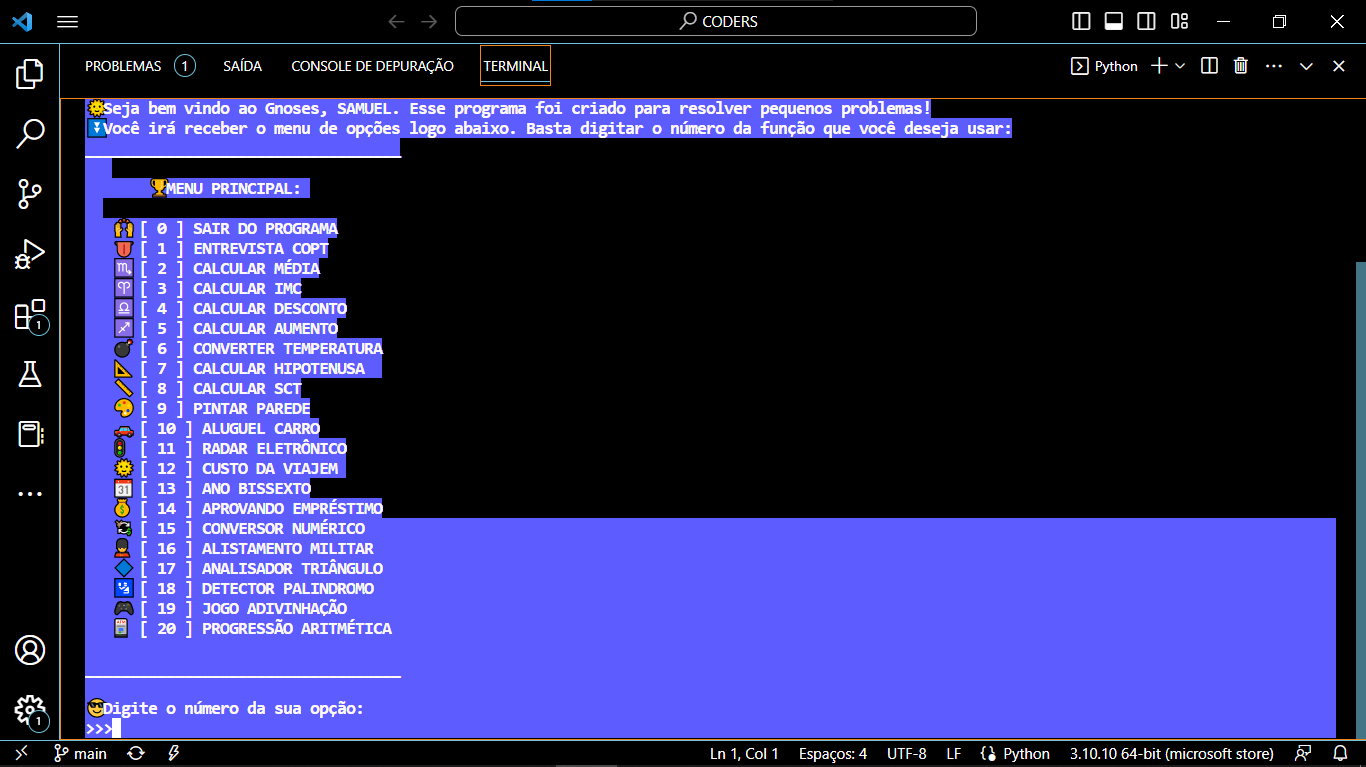 CODERS
PROBLEMAS 1 SAÍDA CONSOLE DE DEPURAÇÃO TERMINAL Python
Seja bem vindo ao Gnoses, SAMUEL. Esse programa foi criado para resolver pequenos problemas!
Você irá receber o menu de opções logo abaixo. Basta digitar o número da função que você deseja usar:
MENU PRINCIPAL:
[ 0 ] SAIR DO PROGRAMA
[ 1 ] ENTREVISTA COPT
[ 2 ] CALCULAR MÉDIA
[ 3 ] CALCULAR IMC
[ 4 ] CALCULAR DESCONTO
[ 5 ] CALCULAR AUMENTO
[ 6 ] CONVERTER TEMPERATURA
[ 7 ] CALCULAR HIPOTENUSA
[ 8 ] CALCULAR SCT
[ 9 ] PINTAR PAREDE
[ 10 ] ALUGUEL CARRO
[ 11 ] RADAR ELETRÔNICO
[ 12 ] CUSTO DA VIAJEM
[ 13 ] ANO BISSEXTO
[ 14 ] APROVANDO EMPRÉSTIMO
[ 15 ] CONVERSOR NUMÉRICO
[ 16 ] ALISTAMENTO MILITAR
[ 17 ] ANALISADOR TRIÂNGULO
[ 18 ] DETECTOR PALINDROMO
[ 19 ] JOGO ADIVINHAÇÃO
[ 20 ] PROGRESSÃO ARITMÉTICA
Digite o número da sua opção:
>>>
1
1
main Ln 1, Col 1 Espaços: 4 UTF-8 LF Python 3.10.10 64-bit (microsoft store)